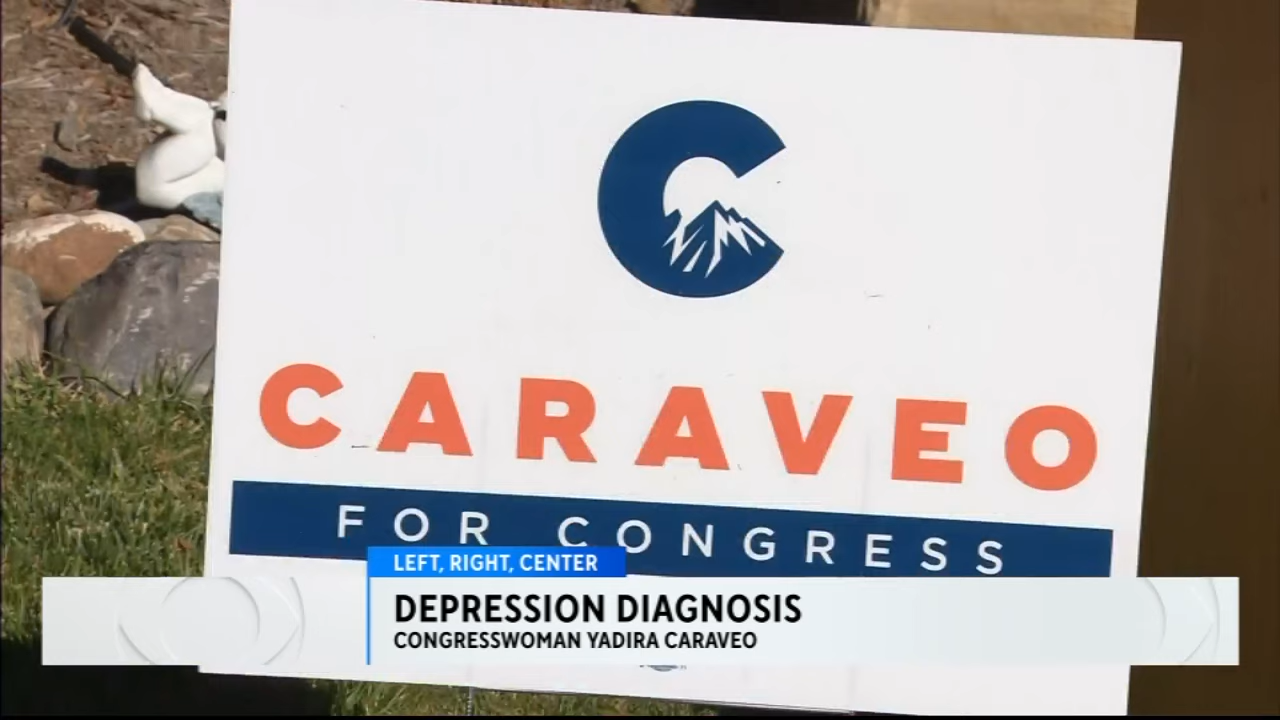 C
CARAVEO
FOR CONGRESS
LEFT, RIGHT, CENTER
DEPRESSION DIAGNOSIS
CONGRESSWOMAN YADIRA CARAVEO